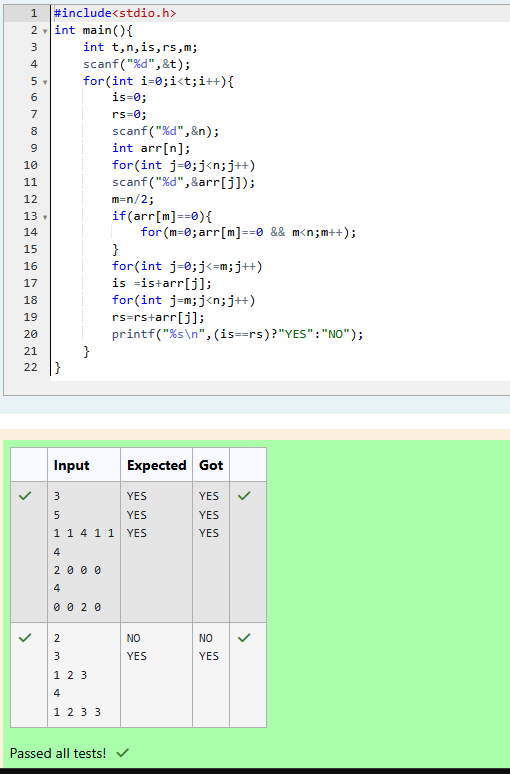 1 #include<stdio.h>
2 int main(){
3     int t,n,is,rs,m;
4     scanf("%d",&t);
5     for(int i=0;i<t;i++){
6         is=0;
7         rs=0;
8         scanf("%d",&n);
9         int arr[n];
10         for(int j=0;j<n;j++)
11         scanf("%d",&arr[j]);
12         m=n/2;
13         if(arr[m]==0){
14             for(m=0;arr[m]==0 && m<n;m++);
15         }
16         for(int j=0;j<=m;j++)
17         is =is+arr[j];
18         for(int j=m;j<n;j++)
19         rs=rs+arr[j];
20         printf("%s\n",(is==rs)?"YES":"NO");
21     }
22 }
Input Expected Got
3 YES YES
5 YES YES
1 1 4 1 1 YES YES
4
2 0 0 0
4
0 0 2 0
2 NO NO
3 YES YES
1 2 3
4
1 2 3 3
Passed all tests!